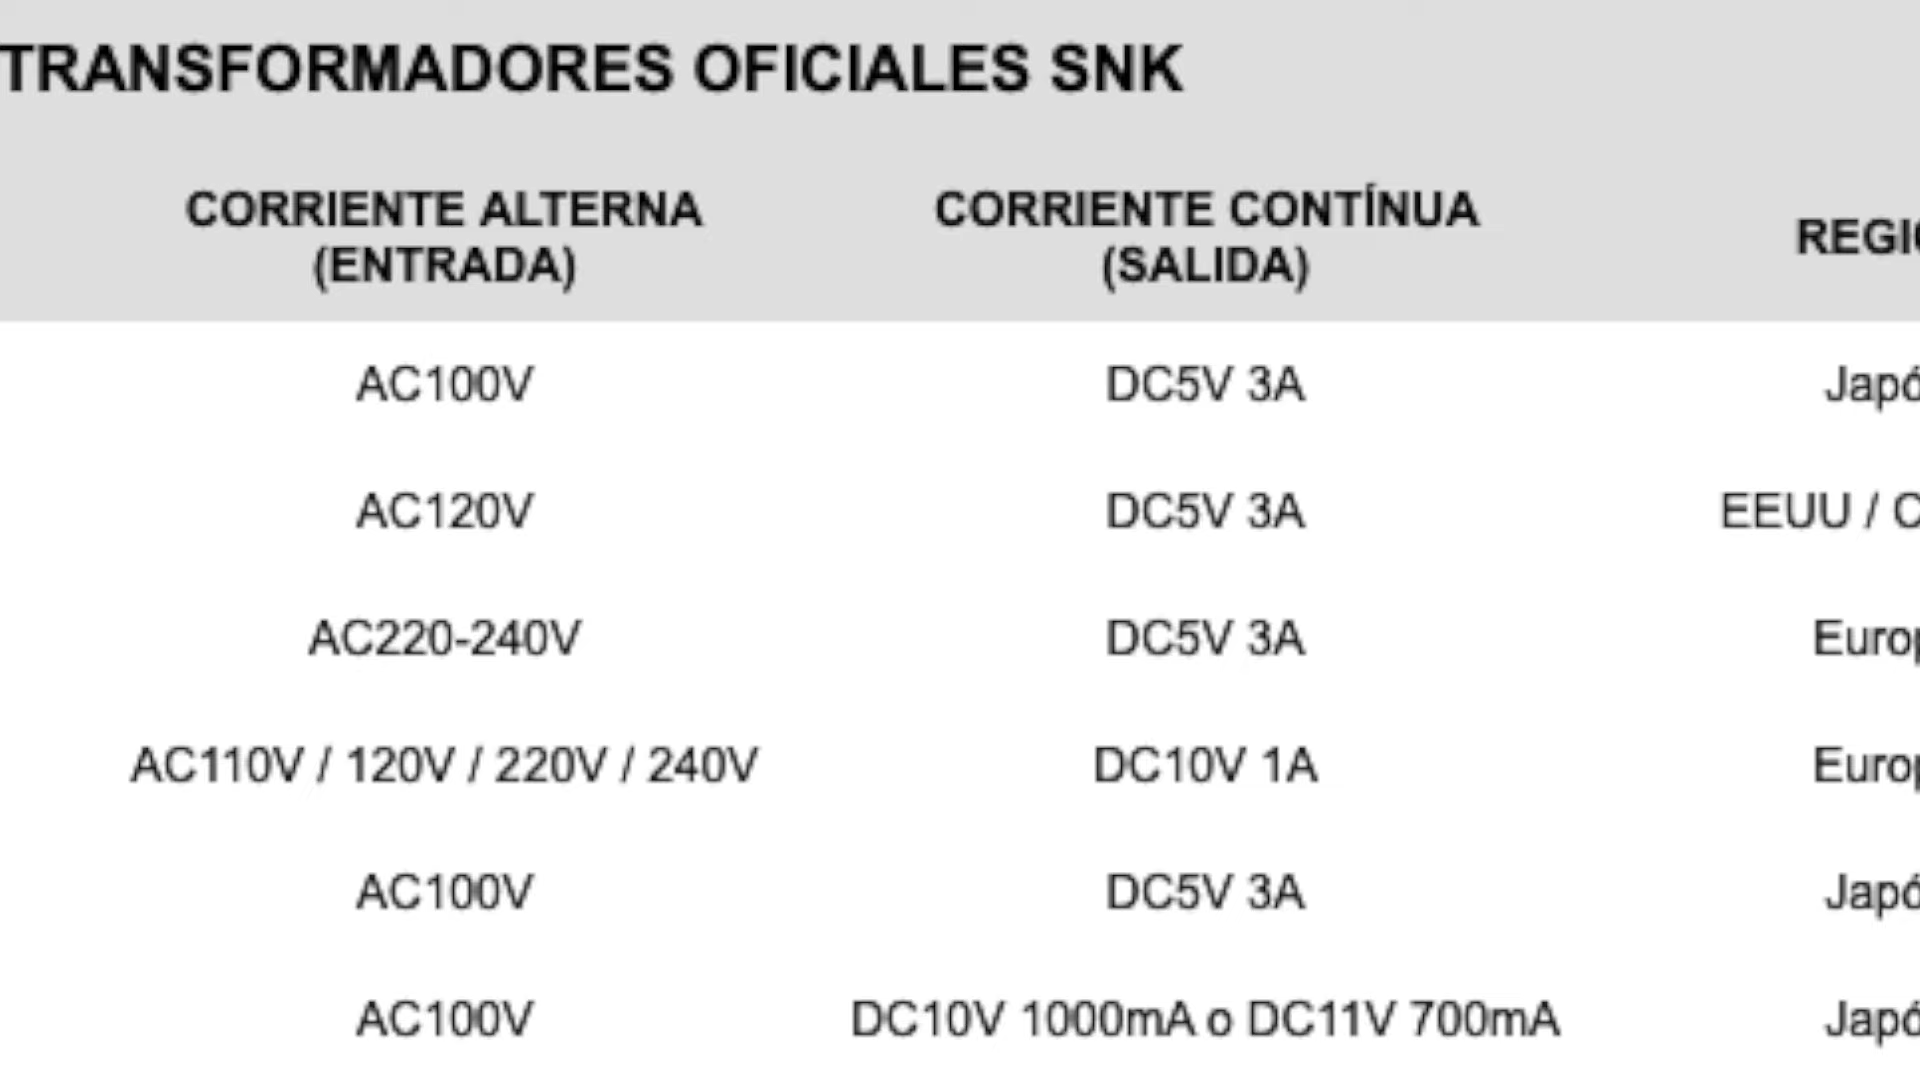 TRANSFORMADORES OFICIALES SNK
CORRIENTE ALTERNA (ENTRADA) CORRIENTE CONTÍNUA (SALIDA)
AC100V DC5V 3A
AC120V DC5V 3A EEUU /
AC220-240V DC5V 3A
AC110V / 120V / 220V / 240V DC10V 1A
AC100V DC5V 3A
AC100V DC10V 1000mA o DC11V 700mA